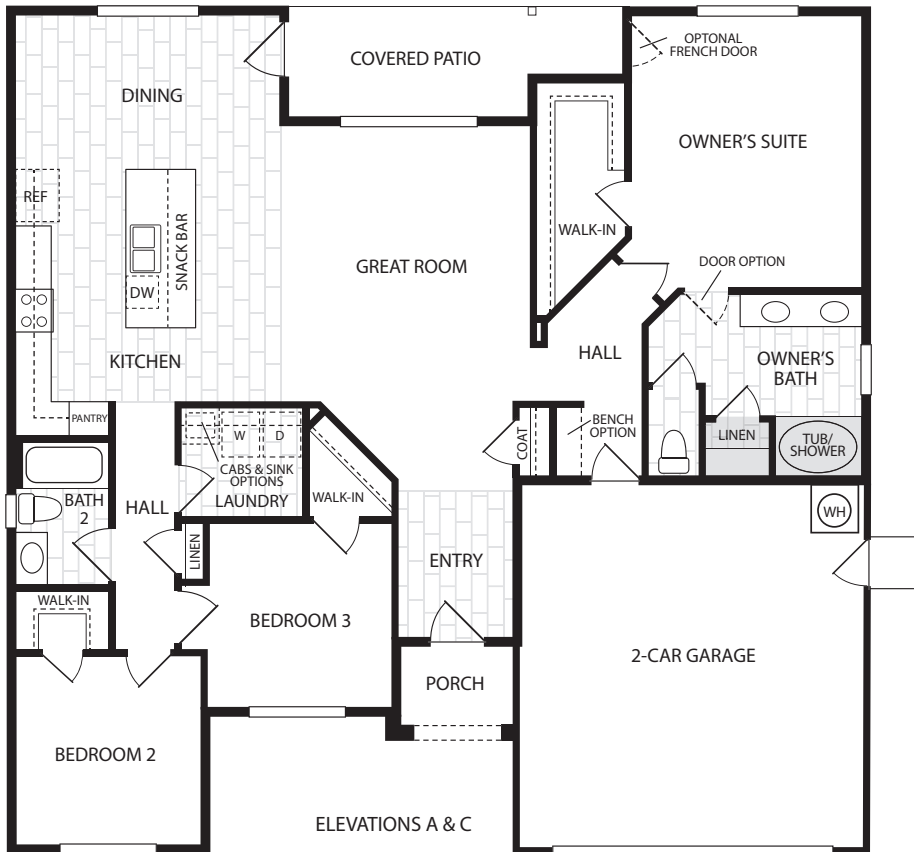 COVERED PATIO
OPTIONAL
FRENCH DOOR
DINING
OWNER'S SUITE
REF
SNACK BAR
WALK-IN
GREAT ROOM
DOOR OPTION
DW
KITCHEN
HALL
OWNER'S
BATH
PANTRY
W
D
COAT
BENCH
OPTION
LINEN
TUB/
SHOWER
CABS & SINK
OPTIONS
LAUNDRY
WALK-IN
BATH
2
HALL
WH
LINEN
ENTRY
WALK-IN
BEDROOM 3
2-CAR GARAGE
PORCH
BEDROOM 2
ELEVATIONS A & C